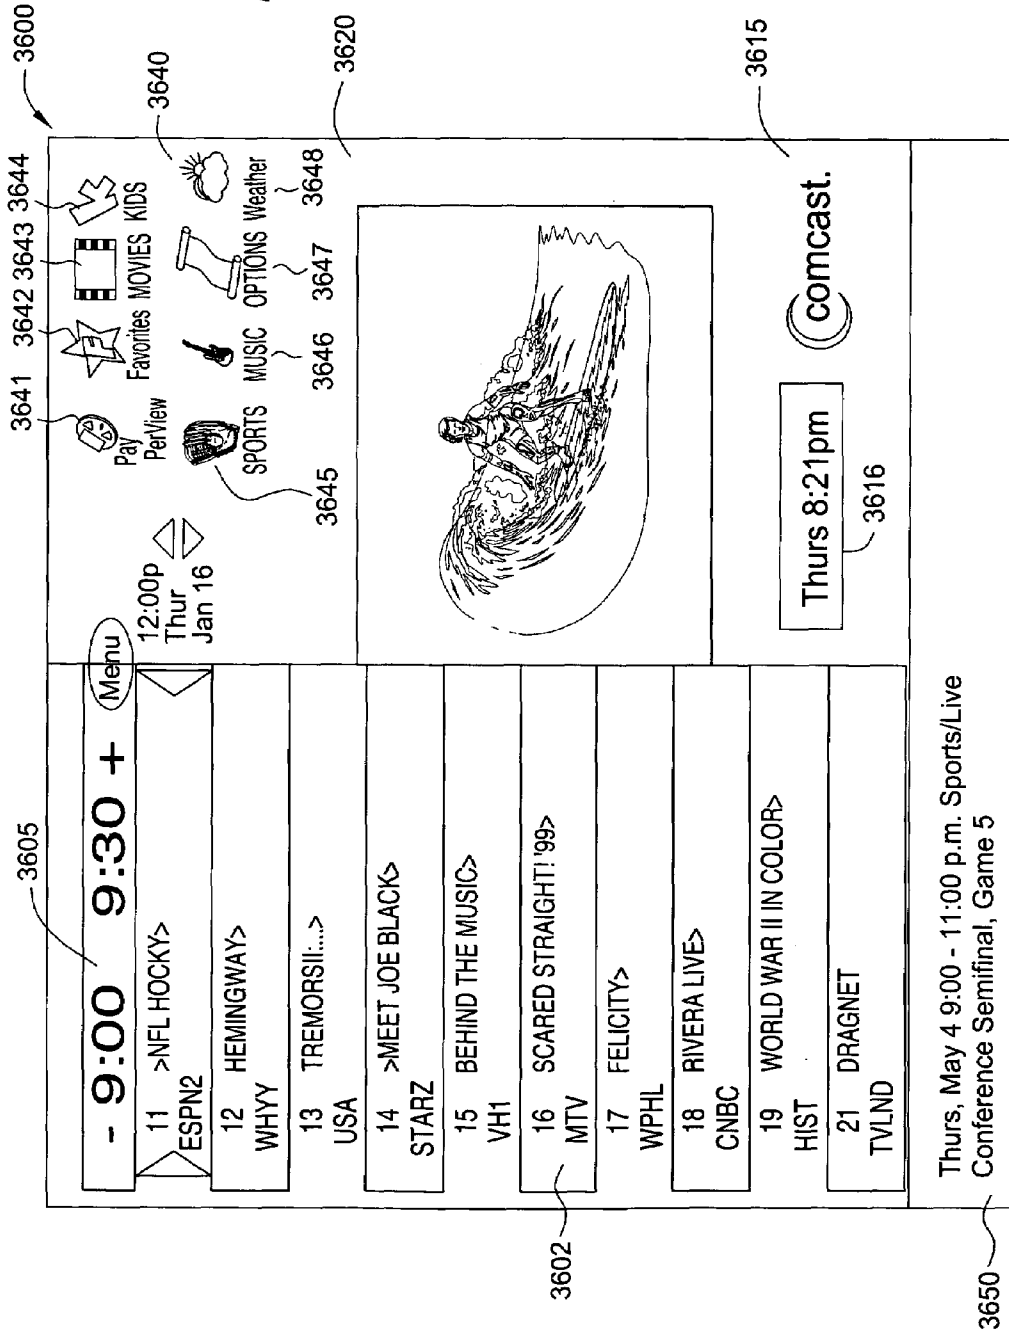 3600
3605
- 9:00 9:30 +
Menu
11 >NFL HOCKY>
ESPN2
12 HEMINGWAY>
WHYY
13 TREMORSII:....>
USA
14 >MEET JOE BLACK>
STARZ
15 BEHIND THE MUSIC>
VH1
16 SCARED STRAIGHT! '99>
MTV
17 FELICITY>
WPHL
18 RIVERA LIVE>
CNBC
19 WORLD WAR II IN COLOR>
HIST
21 DRAGNET
TVLND
3602
12:00p
Thur
Jan 16
3641 3642 3643 3644
Pay
PerView
Favorites
MOVIES
KIDS
3640
SPORTS
MUSIC
OPTIONS
Weather
3645
3646
3647
3648
3620
Thurs 8:21pm
3616
comcast.
3615
Thurs, May 4 9:00 - 11:00 p.m. Sports/Live
Conference Semifinal, Game 5
3650